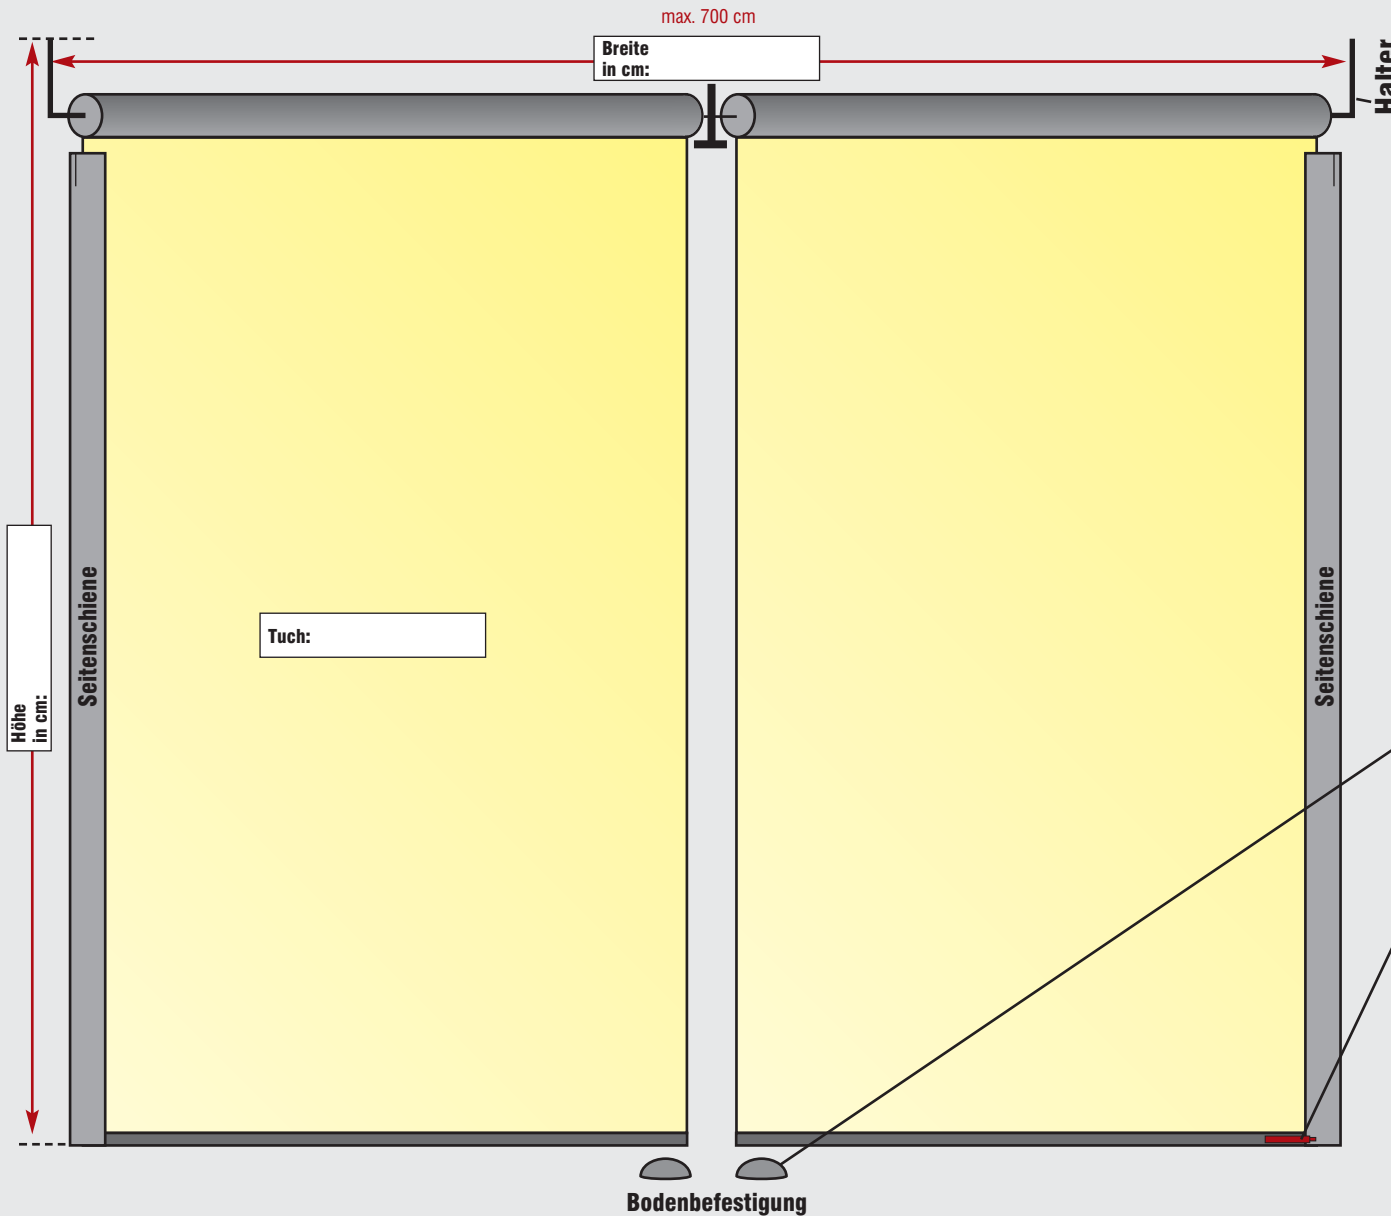 max. 700 cm
Breite
in cm:
Halter
Höhe
in cm:
Seitenschiene
Tuch:
Seitenschiene
Bodenbefestigung